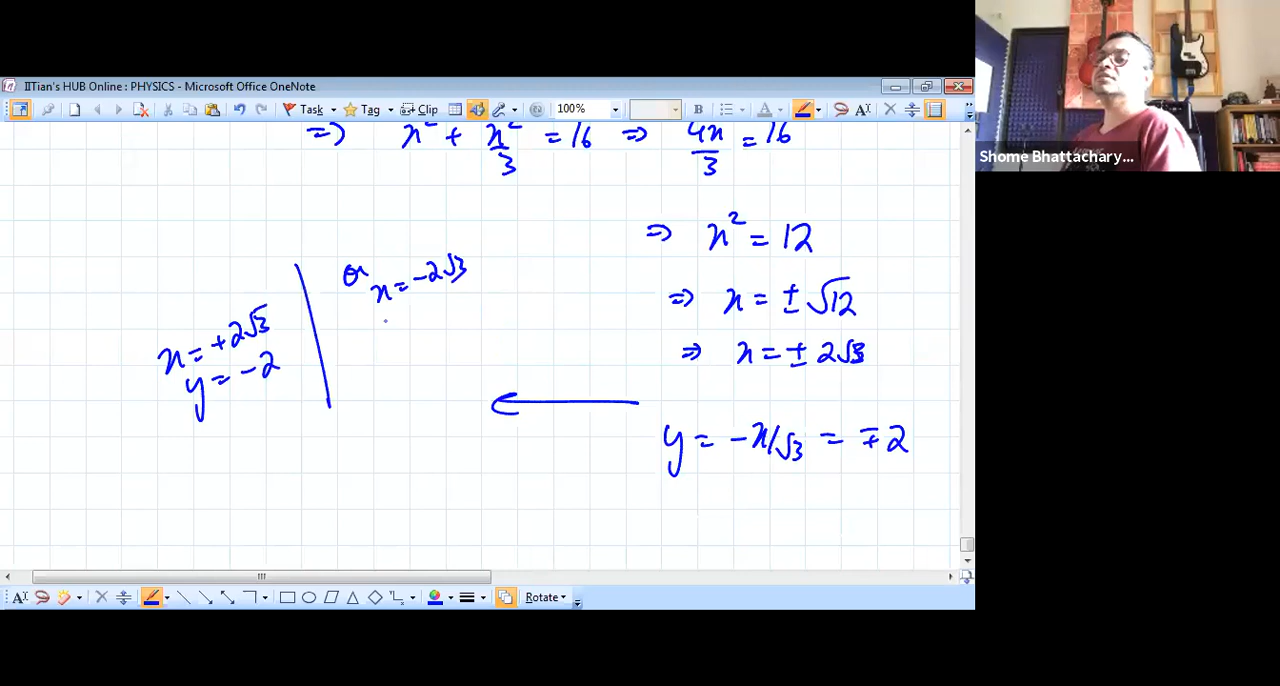 IITian's HUB Online : PHYSICS - Microsoft Office OneNote
Task Tag Clip 100% B A
⇒ x² + x²/3 = 16 ⇒ 4x/3 = 16
⇒ x² = 12
⇒ x = ± √12
⇒ x = ± 2√3
y = -x/√3 = ∓ 2
or x = -2√3
x = +2√3
y = -2
Rotate
Shome Bhattachary...